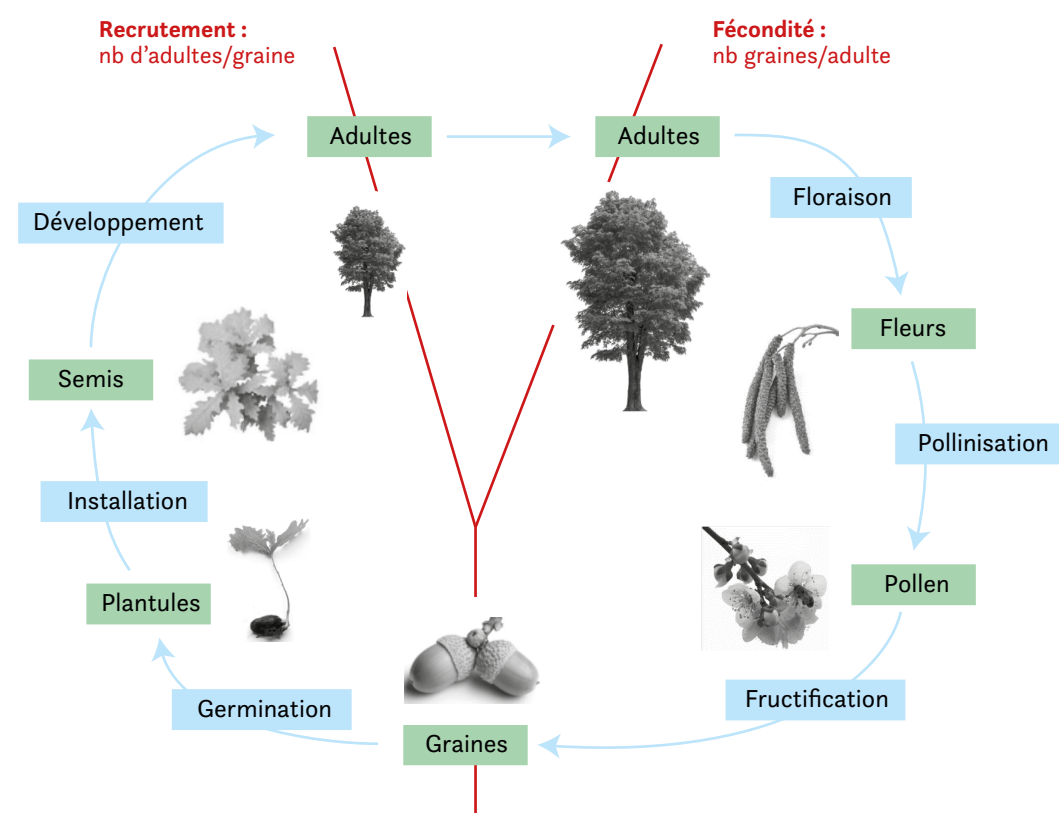 Recrutement :
nb d'adultes/graine
Fécondité :
nb graines/adulte
Adultes
Adultes
Floraison
Développement
Fleurs
Semis
Pollinisation
Installation
Pollen
Plantules
Fructification
Germination
Graines